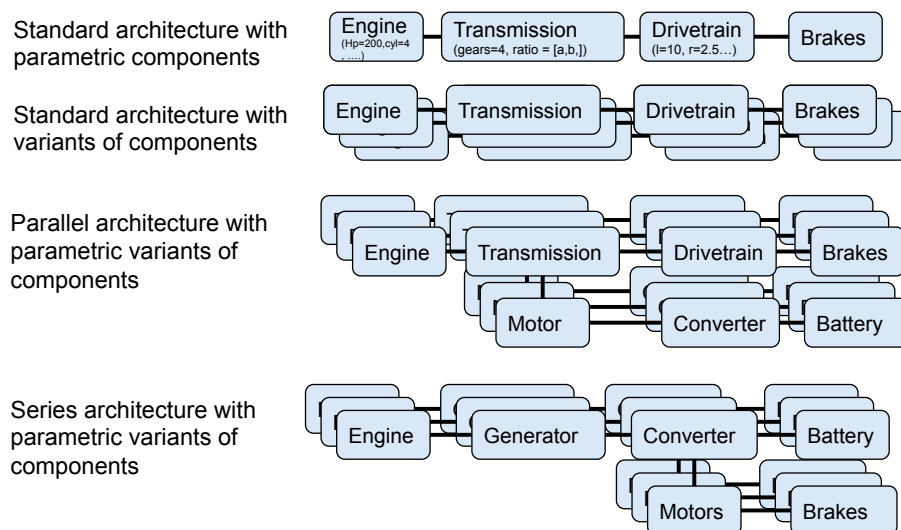 Standard architecture with
parametric components
Engine
(Hp=200,cyl=4
, ....)
Transmission
(gears=4, ratio = [a,b,])
Drivetrain
(l=10, r=2.5...)
Brakes
Standard architecture with
variants of components
Engine
Transmission
Drivetrain
Brakes
Parallel architecture with
parametric variants of
components
Engine
Transmission
Drivetrain
Brakes
Motor
Converter
Battery
Series architecture with
parametric variants of
components
Engine
Generator
Converter
Battery
Motors
Brakes